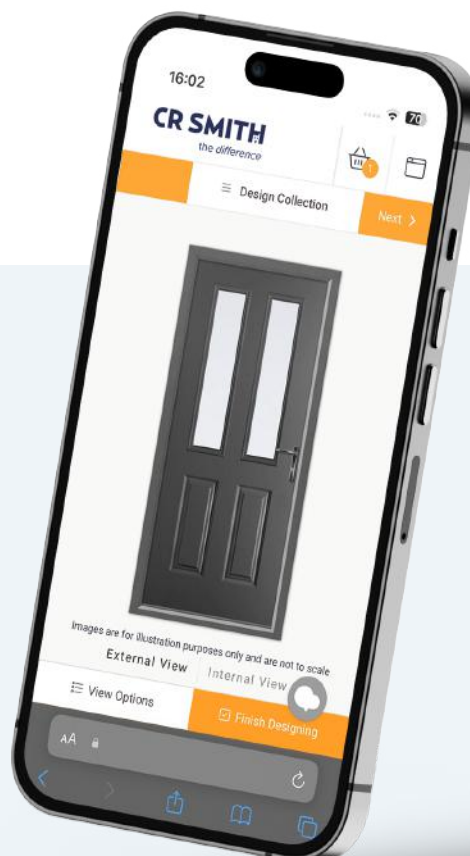 16:02
70
CR SMITH
the difference
1
Design Collection
Next
Images are for illustration purposes only and are not to scale
External View
Internal View
View Options
Finish Designing
AA